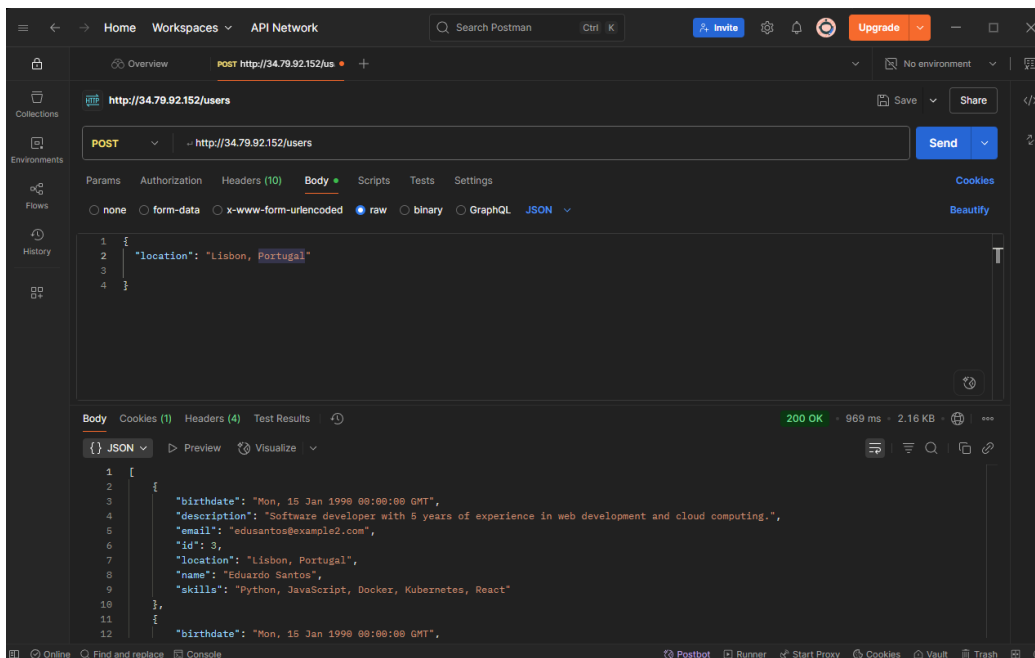 Home Workspaces API Network Search Postman Ctrl K Invite Upgrade
Overview POST http://34.79.92.152/us No environment
Collections
Environments
Flows
History
HTTP http://34.79.92.152/users Save Share
POST http://34.79.92.152/users Send
Params Authorization Headers (10) Body Scripts Tests Settings Cookies
none form-data x-www-form-urlencoded raw binary GraphQL JSON Beautify
1 {
2 "location": "Lisbon, Portugal"
3
4 }
Body Cookies (1) Headers (4) Test Results 200 OK 969 ms 2.16 KB
{} JSON Preview Visualize
1 [
2 {
3 "birthdate": "Mon, 15 Jan 1990 00:00:00 GMT",
4 "description": "Software developer with 5 years of experience in web development and cloud computing.",
5 "email": "edusantos@example2.com",
6 "id": 3,
7 "location": "Lisbon, Portugal",
8 "name": "Eduardo Santos",
9 "skills": "Python, JavaScript, Docker, Kubernetes, React"
10 },
11 {
12 "birthdate": "Mon, 15 Jan 1990 00:00:00 GMT",
Online Find and replace Console Postbot Runner Start Proxy Cookies Vault Trash